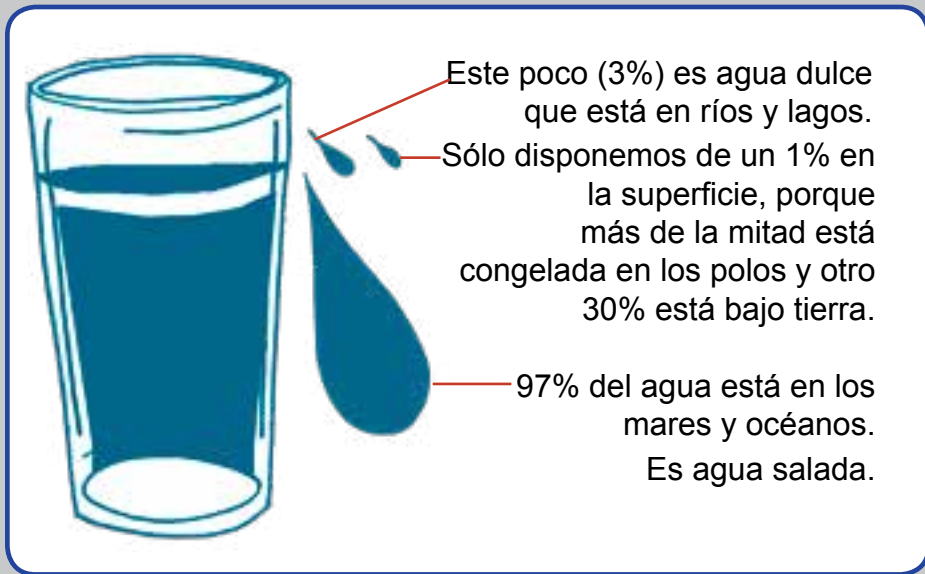 Este poco (3%) es agua dulce
que está en ríos y lagos.
Sólo disponemos de un 1% en
la superficie, porque
más de la mitad está
congelada en los polos y otro
30% está bajo tierra.
97% del agua está en los
mares y océanos.
Es agua salada.